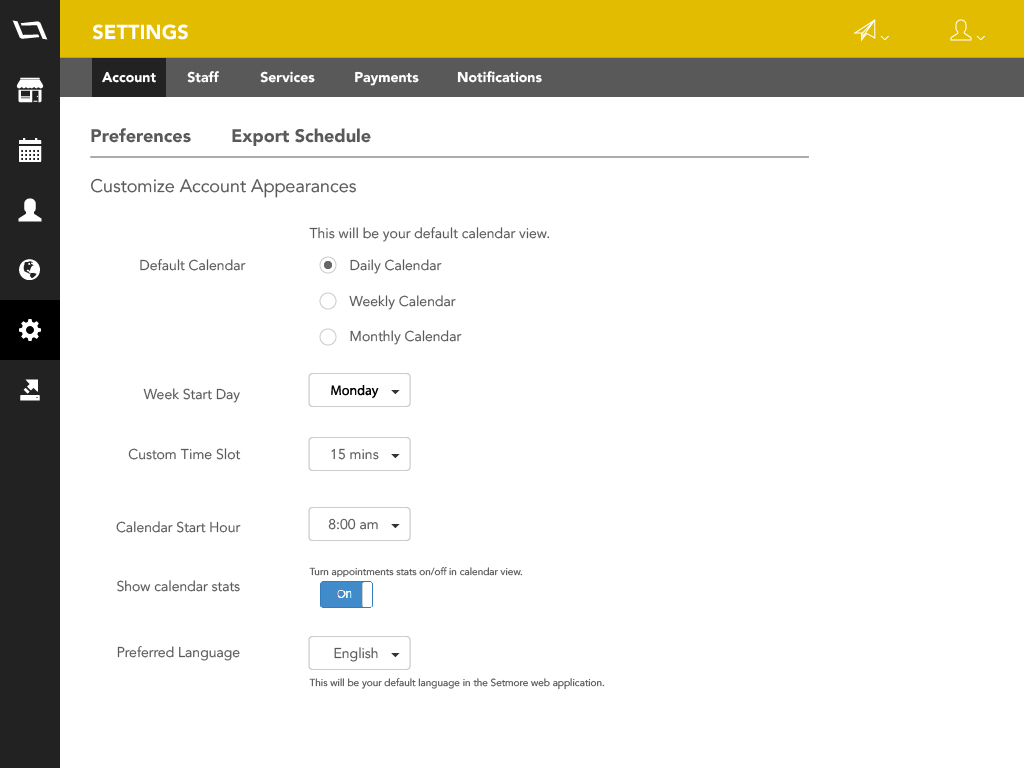 SETTINGS
Account Staff Services Payments Notifications
Preferences Export Schedule
Customize Account Appearances
This will be your default calendar view.
Default Calendar Daily Calendar
Weekly Calendar
Monthly Calendar
Week Start Day Monday
Custom Time Slot 15 mins
Calendar Start Hour 8:00 am
Turn appointments stats on/off in calendar view.
Show calendar stats On
Preferred Language English
This will be your default language in the Setmore web application.